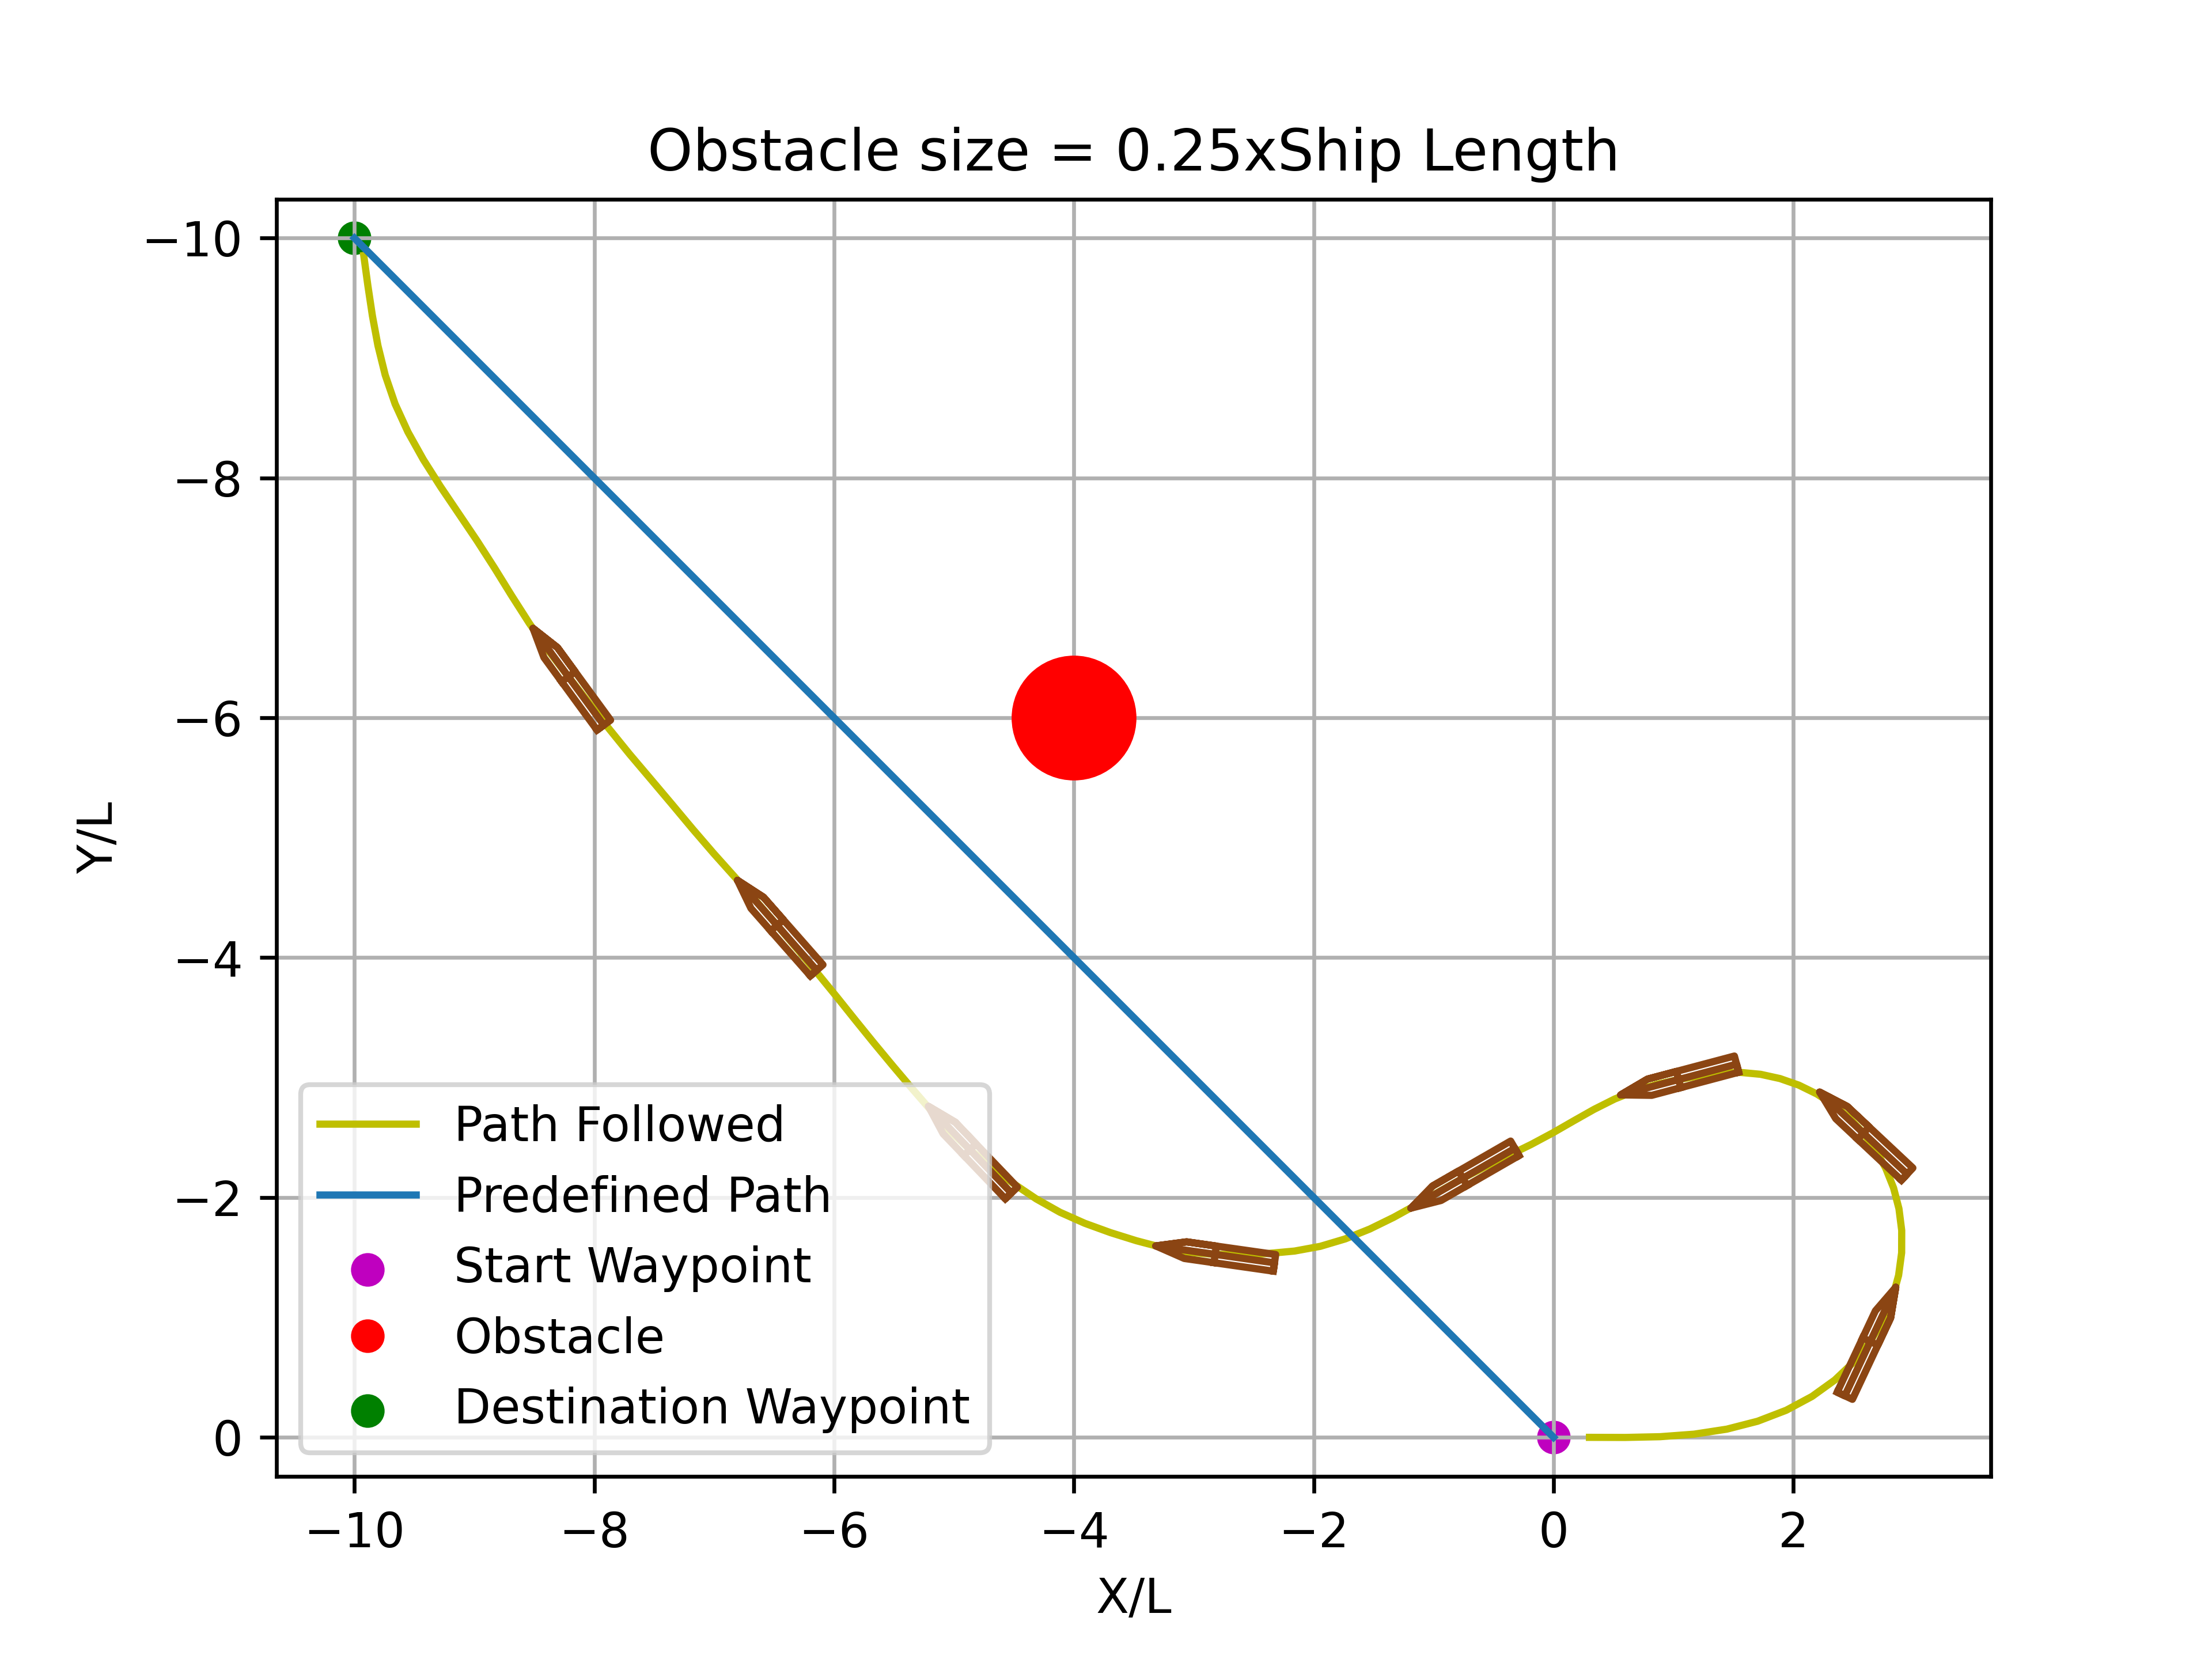 Obstacle size = 0.25xShip Length
−10
−8
−6
−4
−2
0
Y/L
Path Followed
Predefined Path
Start Waypoint
Obstacle
Destination Waypoint
−10 −8 −6 −4 −2 0 2
X/L